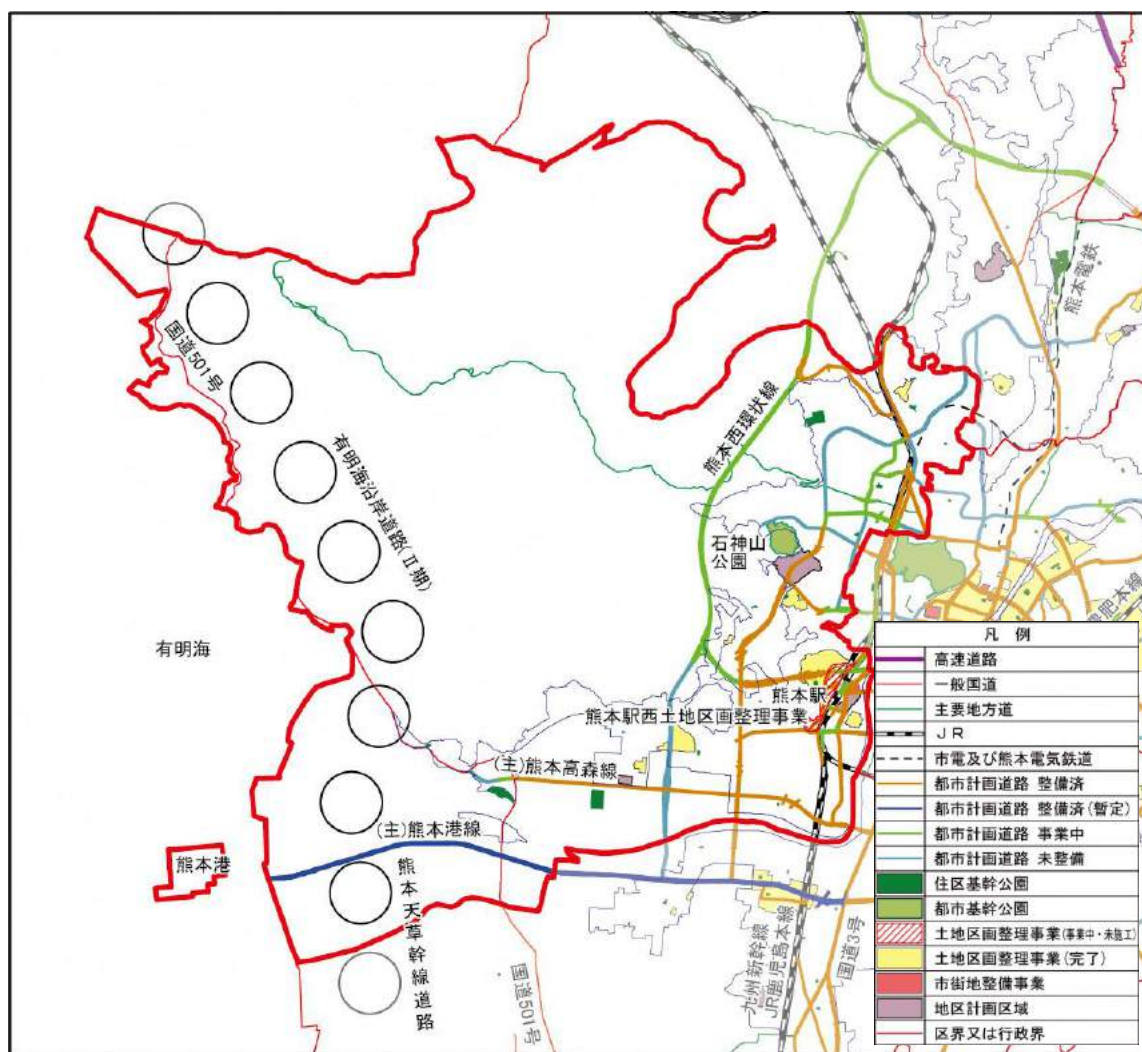 熊本電鉄
国道501号
熊本西環状線
有明海沿岸道路(Ⅱ期)
石神山
公園
豊肥本線
有明海
熊本駅
熊本駅西土地区画整理事業
(主)熊本高森線
(主)熊本港線
熊本港
熊本天草幹線道路
国道501号
九州新幹線
JR鹿児島本線
国道3号
凡 例
高速道路
一般国道
主要地方道
JR
市電及び熊本電気鉄道
都市計画道路 整備済
都市計画道路 整備済(暫定)
都市計画道路 事業中
都市計画道路 未整備
住区基幹公園
都市基幹公園
土地区画整理事業(事業中・未施工)
土地区画整理事業(完了)
市街地整備事業
地区計画区域
区界又は行政界